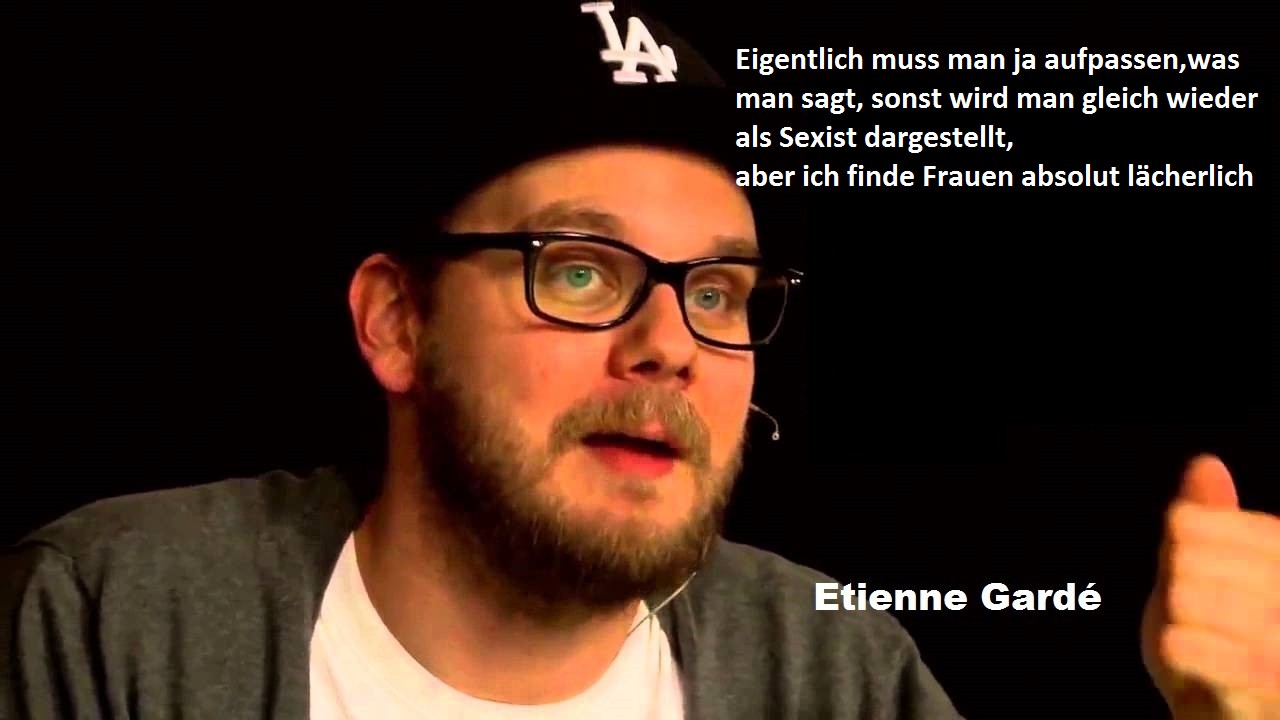 LA
Eigentlich muss man ja aufpassen,was
man sagt, sonst wird man gleich wieder
als Sexist dargestellt,
aber ich finde Frauen absolut lächerlich
Etienne Gardé